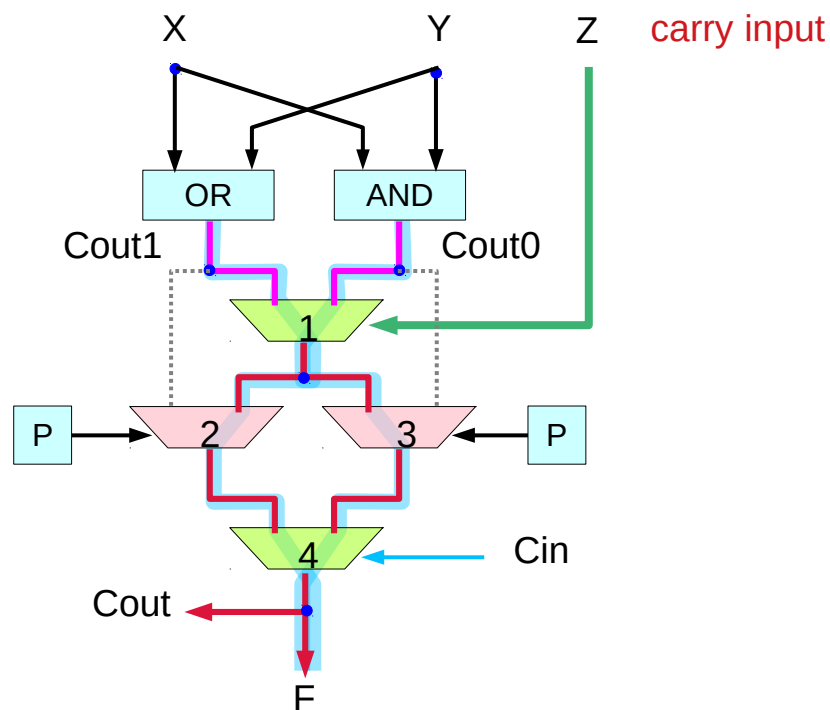 X Y Z carry input
OR AND
Cout1 Cout0
1
P 2 3 P
4 Cin
Cout
F